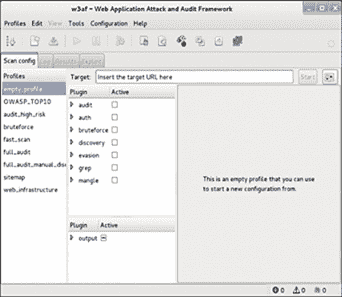 w3af - Web Application Attack and Audit Framework
Profiles Edit View Tools Configuration Help
Scan config Log Results Exploit
Profiles
empty_profile
OWASP_TOP10
audit_high_risk
bruteforce
fast_scan
full_audit
full_audit_manual_disc
sitemap
web_infrastructure
Target: Insert the target URL here
Start
Plugin Active
audit
auth
bruteforce
discovery
evasion
grep
mangle
Plugin Active
output
This is an empty profile that you can use
to start a new configuration from.
0 0 0